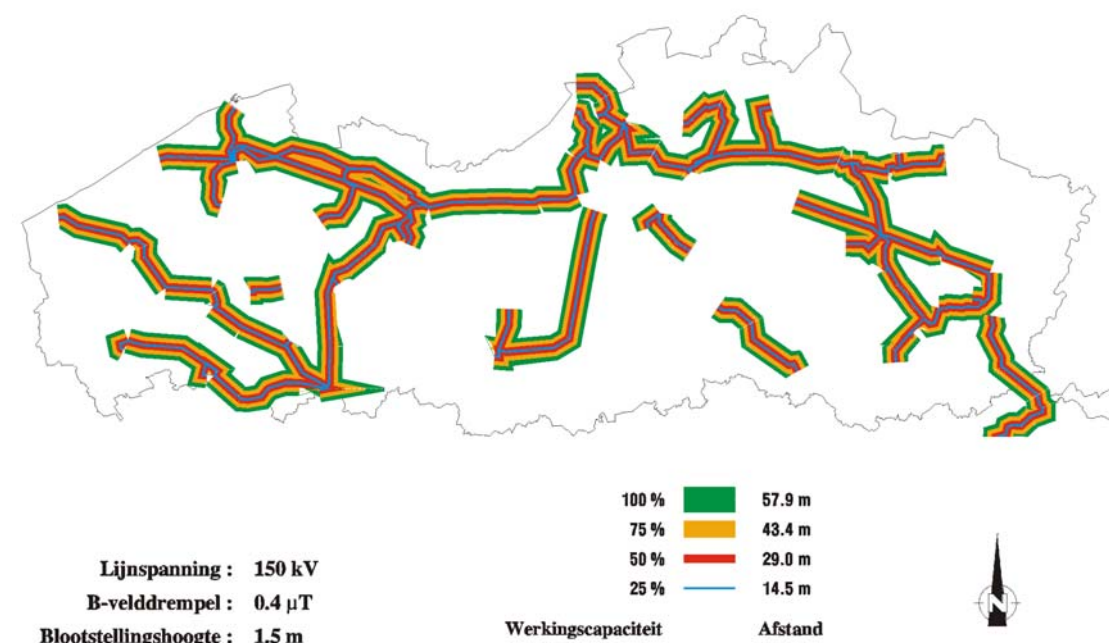 100 % 57.9 m
75 % 43.4 m
50 % 29.0 m
25 % 14.5 m
Werkingscapaciteit Afstand
Lijnspanning : 150 kV
B-velddrempel : 0.4 µT
Blootstellingshoogte : 1.5 m
N